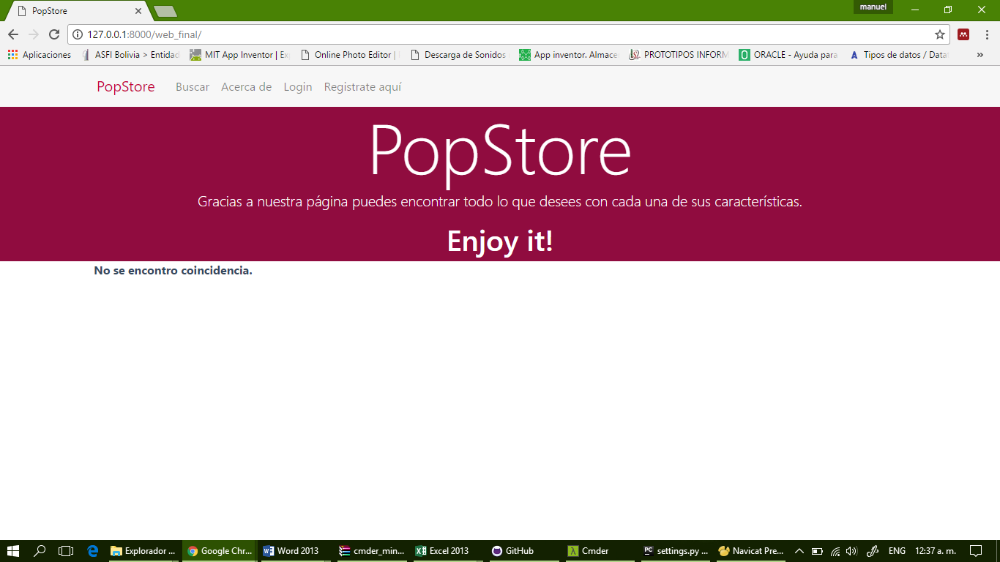 PopStore
manuel
127.0.0.1:8000/web_final/
Aplicaciones ASFI Bolivia > Entidad MIT App Inventor | Ex Online Photo Editor | Descarga de Sonidos App inventor. Almace PROTOTIPOS INFORM ORACLE - Ayuda para Tipos de datos / Data »
PopStore Buscar Acerca de Login Registrate aquí
PopStore
Gracias a nuestra página puedes encontrar todo lo que desees con cada una de sus características.
Enjoy it!
No se encontro coincidencia.
Explorador ... Google Chr... Word 2013 cmder_min... Excel 2013 GitHub Cmder settings.py ... Navicat Pre... ENG 12:37 a. m.